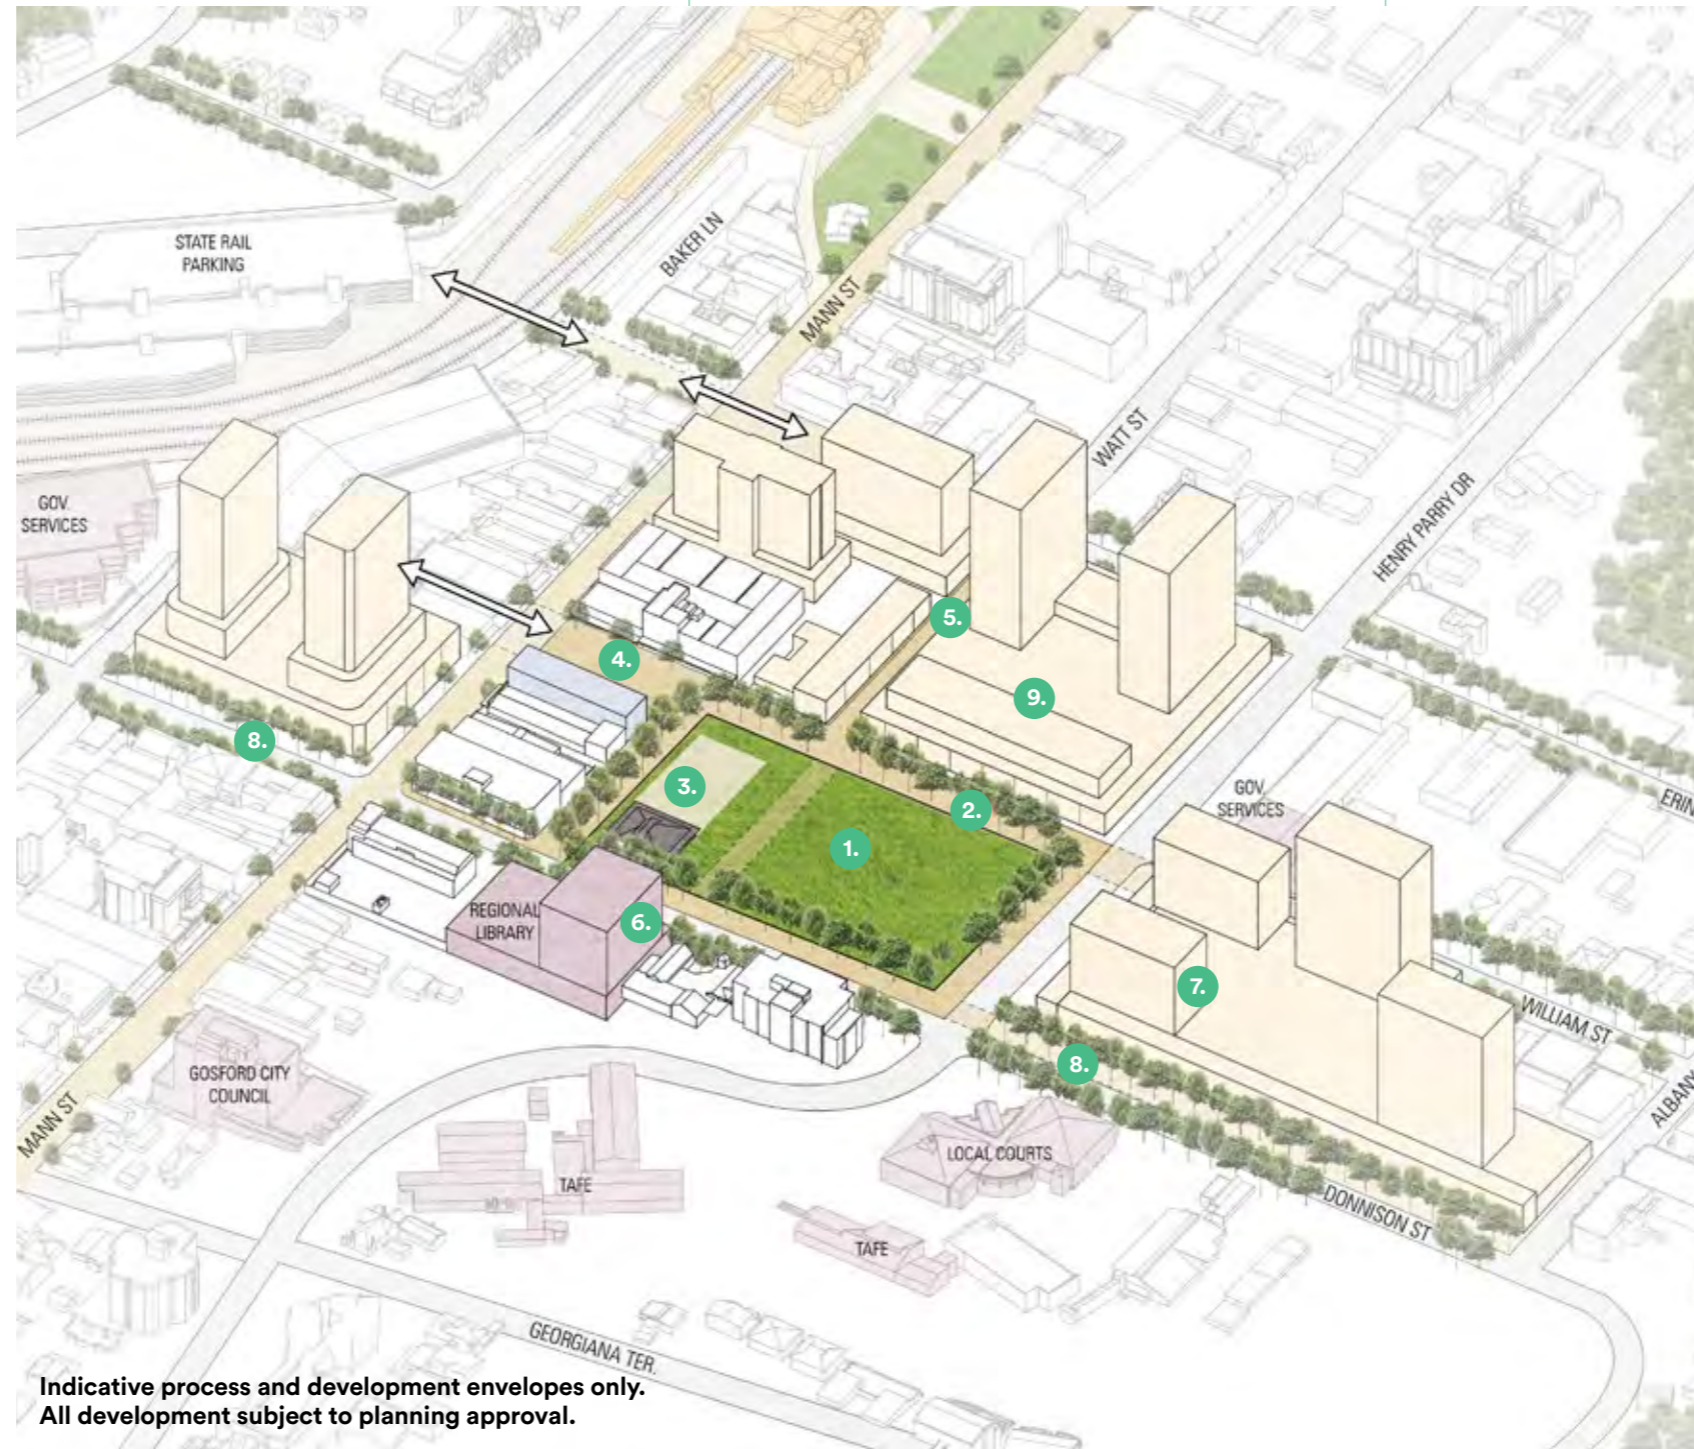 STATE RAIL
PARKING
BAKER LN
MANN ST
WATT ST
HENRY PARRY DR
GOV.
SERVICES
5.
4.
9.
8.
3.
2.
1.
GOV.
SERVICES
ERIN
REGIONAL
LIBRARY
6.
7.
WILLIAM ST
8.
GOSFORD CITY
COUNCIL
MANN ST
ALBANY
LOCAL COURTS
TAFE
DONNISON ST
TAFE
GEORGIANA TER.
Indicative process and development envelopes only.
All development subject to planning approval.